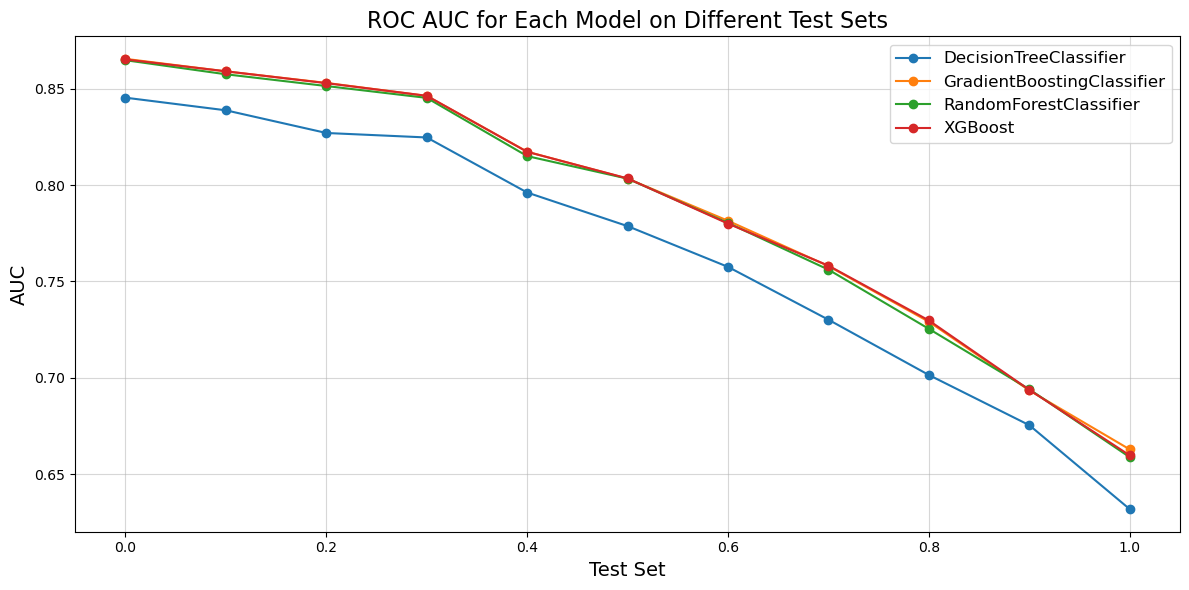 ROC AUC for Each Model on Different Test Sets
DecisionTreeClassifier
GradientBoostingClassifier
RandomForestClassifier
XGBoost
AUC
0.85
0.80
0.75
0.70
0.65
0.0 0.2 0.4 0.6 0.8 1.0
Test Set